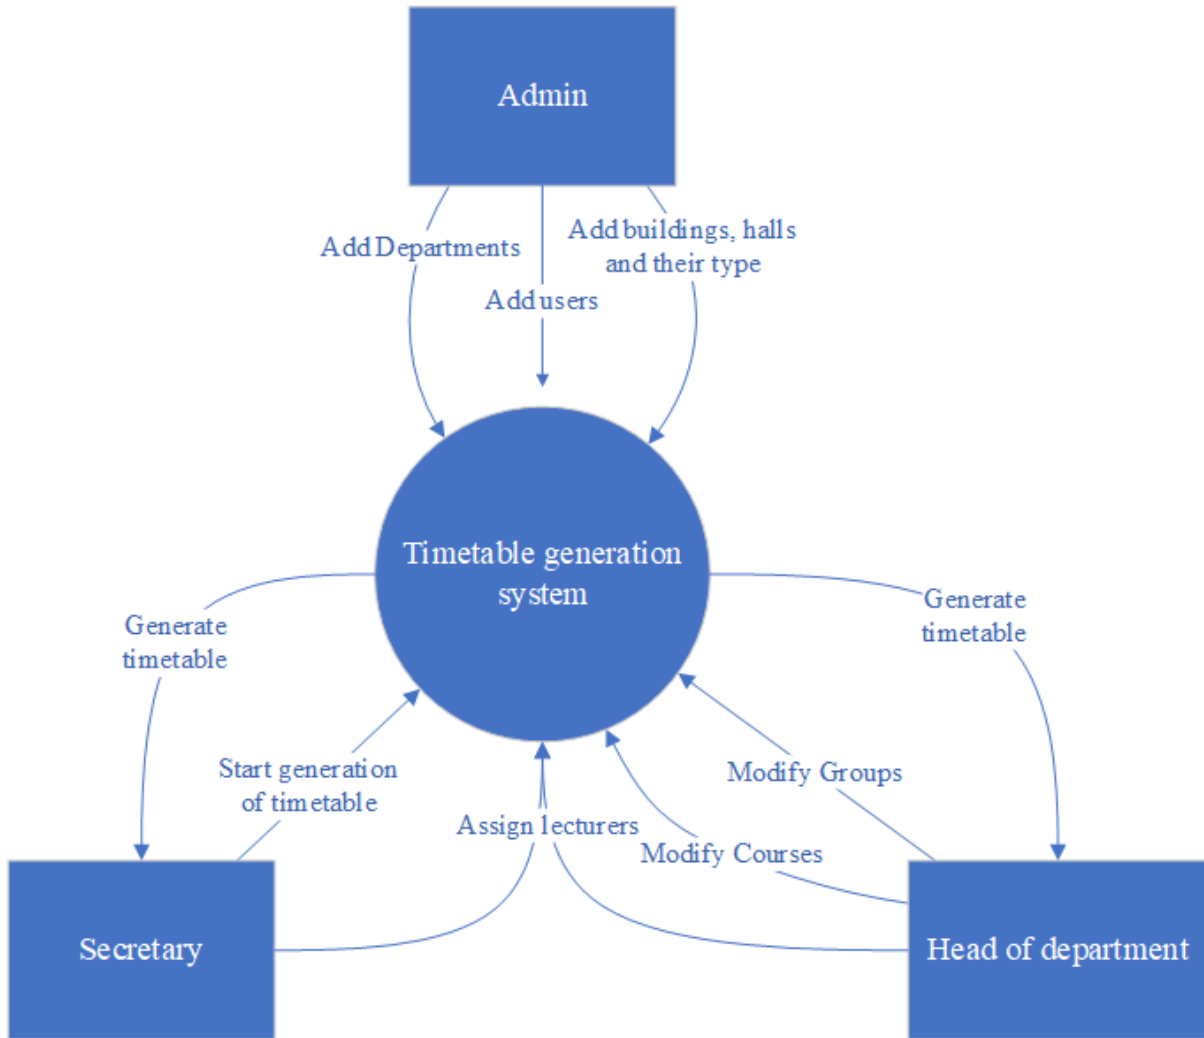 Admin
Add Departments
Add buildings, halls
and their type
Add users
Timetable generation
system
Generate
timetable
Generate
timetable
Start generation
of timetable
Modify Groups
Assign lecturers
Modify Courses
Secretary
Head of department